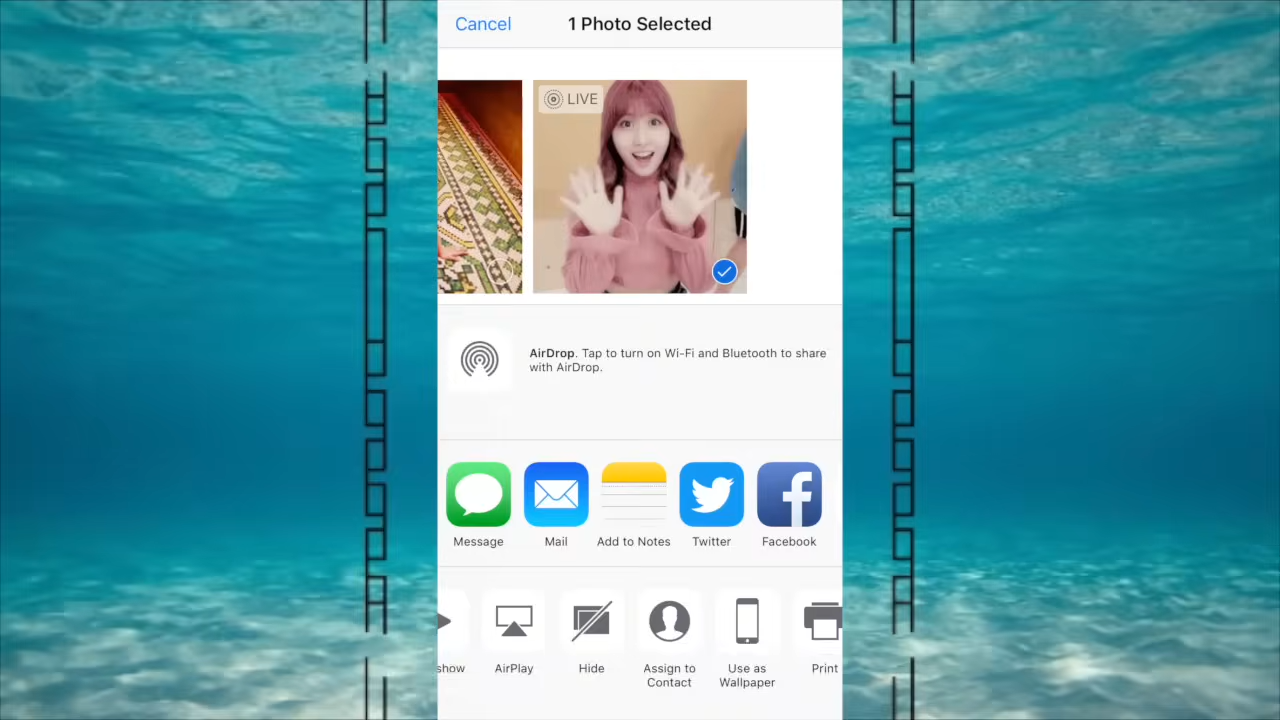 Cancel
1 Photo Selected
LIVE
AirDrop. Tap to turn on Wi-Fi and Bluetooth to share
with AirDrop.
Message
Mail
Add to Notes
Twitter
Facebook
show
AirPlay
Hide
Assign to
Contact
Use as
Wallpaper
Print